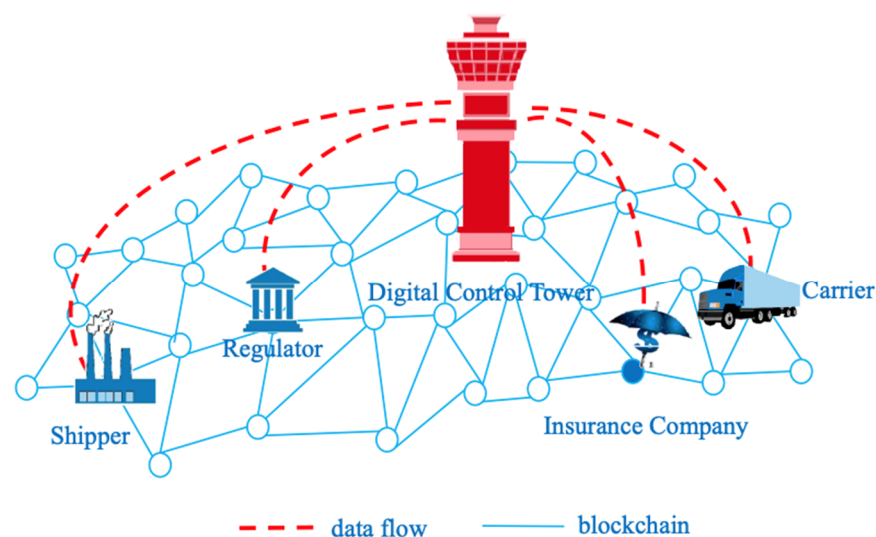 Digital Control Tower
Carrier
Regulator
Shipper
Insurance Company
data flow
blockchain